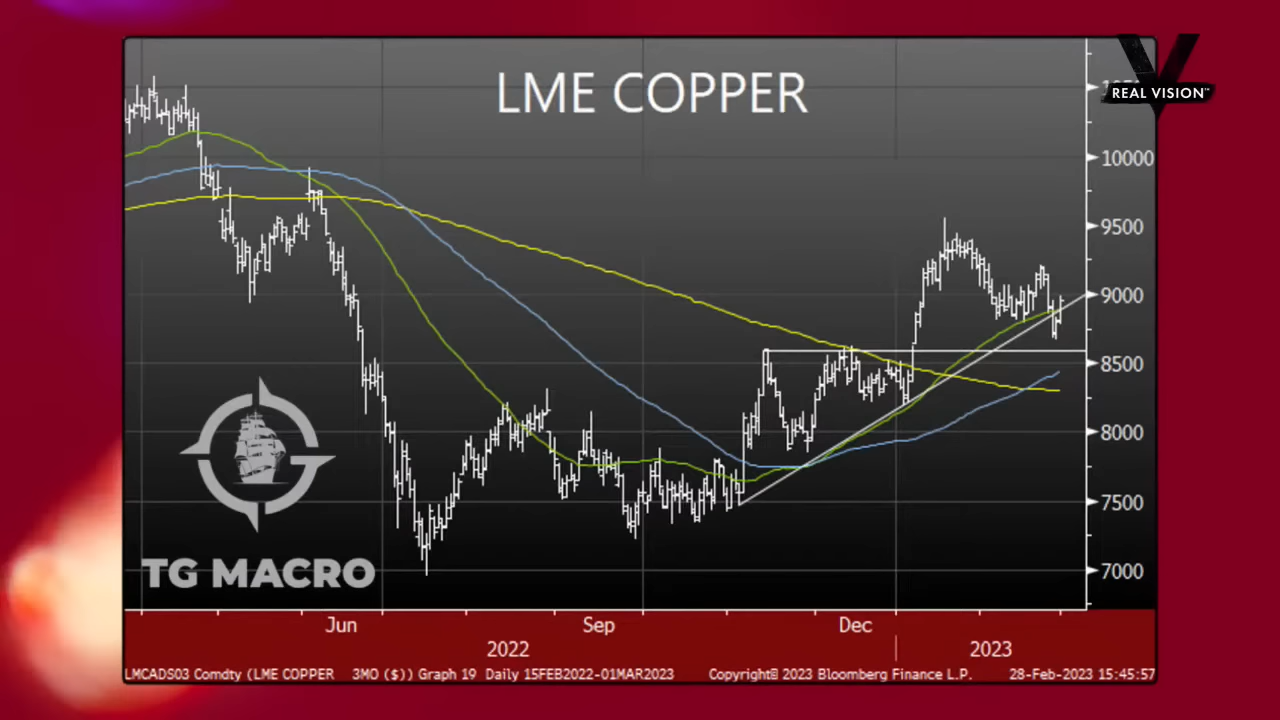 LME COPPER
REAL VISION™
10000
9500
9000
8500
8000
7500
7000
TG MACRO
Jun Sep Dec
2022 2023
LMCADS03 Comdty (LME COPPER 3MO ($)) Graph 19 Daily 15FEB2022-01MAR2023 Copyright© 2023 Bloomberg Finance L.P. 28-Feb-2023 15:45:57